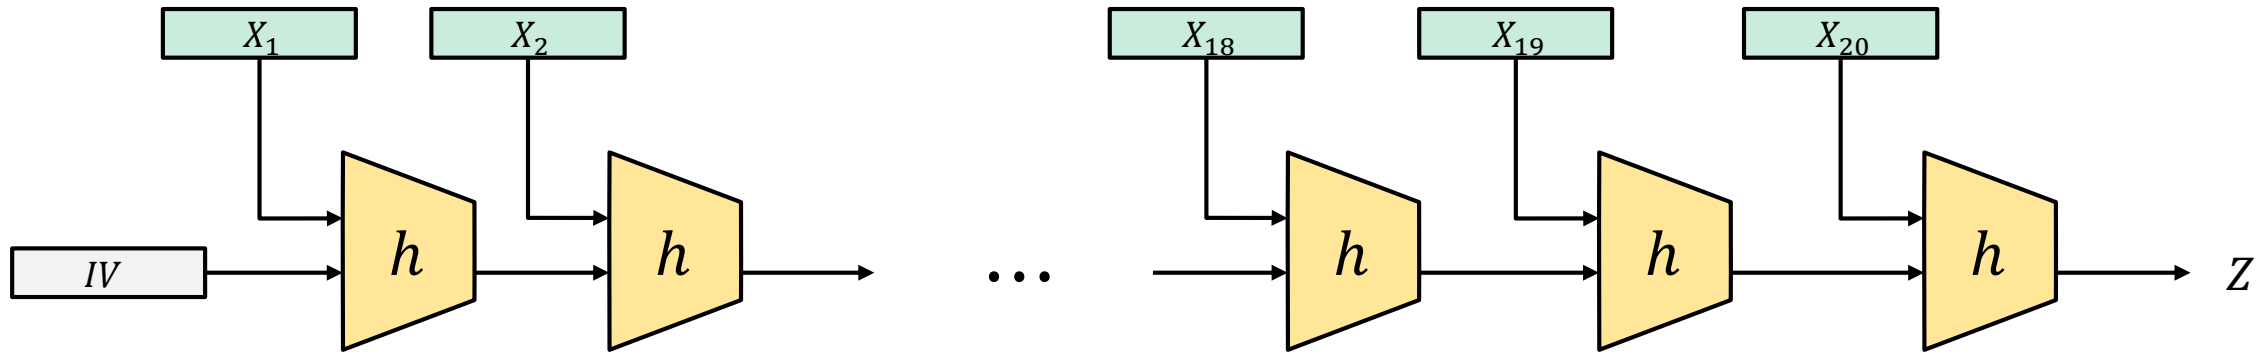 X₁ X₂ X₁₈ X₁₉ X₂₀
IV h h ... h h h Z